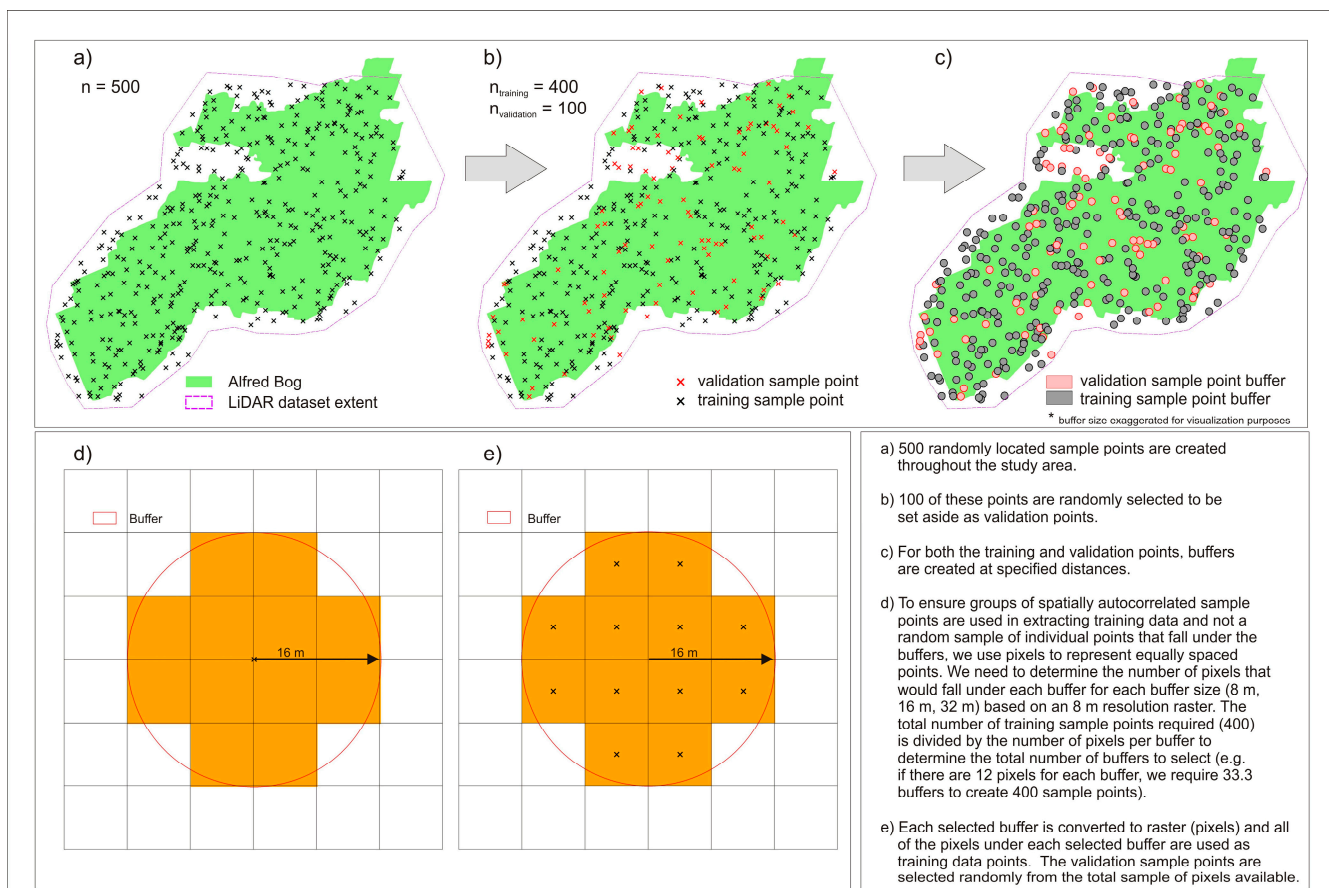 a)
n = 500
b)
n training = 400
n validation = 100
c)
Alfred Bog
LiDAR dataset extent
validation sample point
training sample point
validation sample point buffer
training sample point buffer
* buffer size exaggerated for visualization purposes
d)
Buffer
16 m
e)
Buffer
16 m
a) 500 randomly located sample points are created
throughout the study area.
b) 100 of these points are randomly selected to be
set aside as validation points.
c) For both the training and validation points, buffers
are created at specified distances.
d) To ensure groups of spatially autocorrelated sample
points are used in extracting training data and not a
random sample of individual points that fall under the
buffers, we use pixels to represent equally spaced
points. We need to determine the number of pixels that
would fall under each buffer for each buffer size (8 m,
16 m, 32 m) based on an 8 m resolution raster. The
total number of training sample points required (400)
is divided by the number of pixels per buffer to
determine the total number of buffers to select (e.g.
if there are 12 pixels for each buffer, we require 33.3
buffers to create 400 sample points).
e) Each selected buffer is converted to raster (pixels) and all
of the pixels under each selected buffer are used as
training data points. The validation sample points are
selected randomly from the total sample of pixels available.